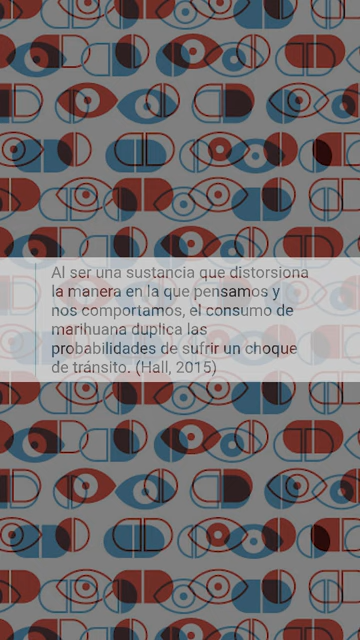 Al ser una sustancia que distorsiona
la manera en la que pensamos y
nos comportamos, el consumo de
marihuana duplica las
probabilidades de sufrir un choque
de tránsito. (Hall, 2015)